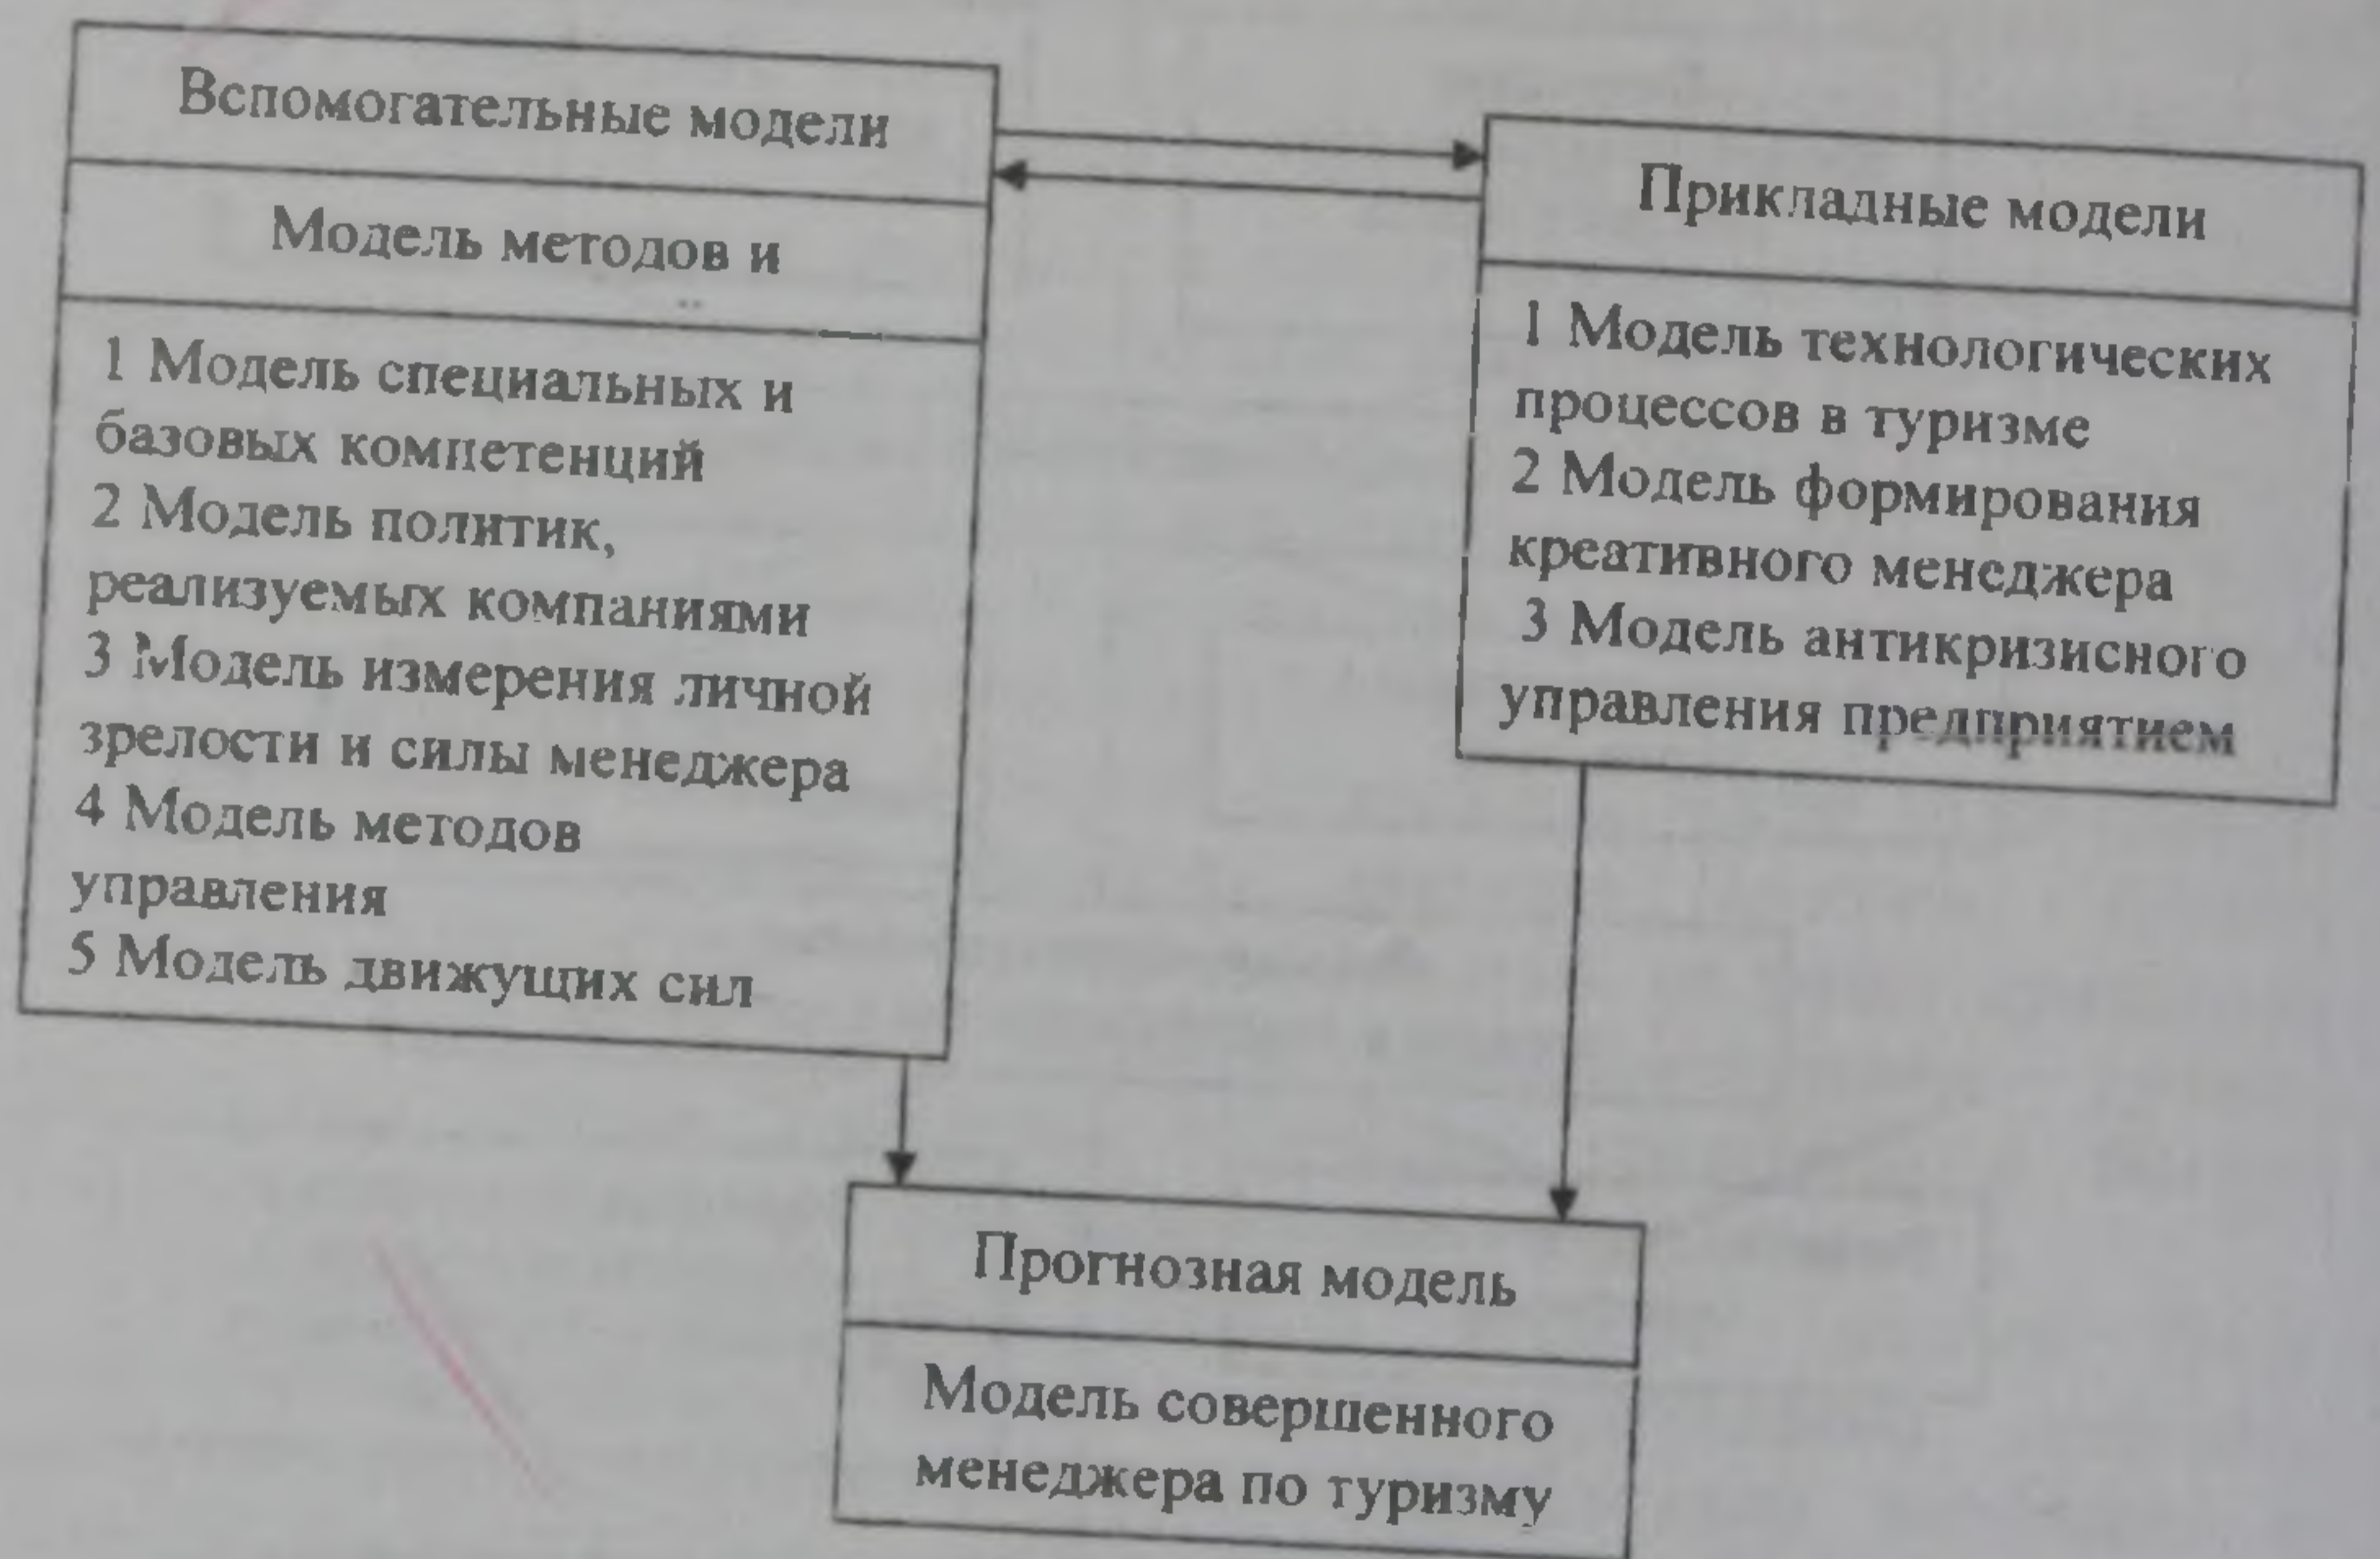 Вспомогательные модели
Модель методов и
1 Модель специальных и
базовых компетенций
2 Модель политик,
реализуемых компаниями
3 Модель измерения личной
зрелости и силы менеджера
4 Модель методов
управления
5 Модель движущих сил
Прикладные модели
1 Модель технологических
процессов в туризме
2 Модель формирования
креативного менеджера
3 Модель антикризисного
управления предприятием
Прогнозная модель
Модель совершенного
менеджера по туризму